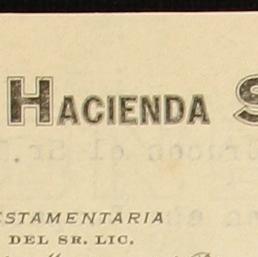 HACIENDA S
ESTAMENTARIA
DEL SR. LIC.